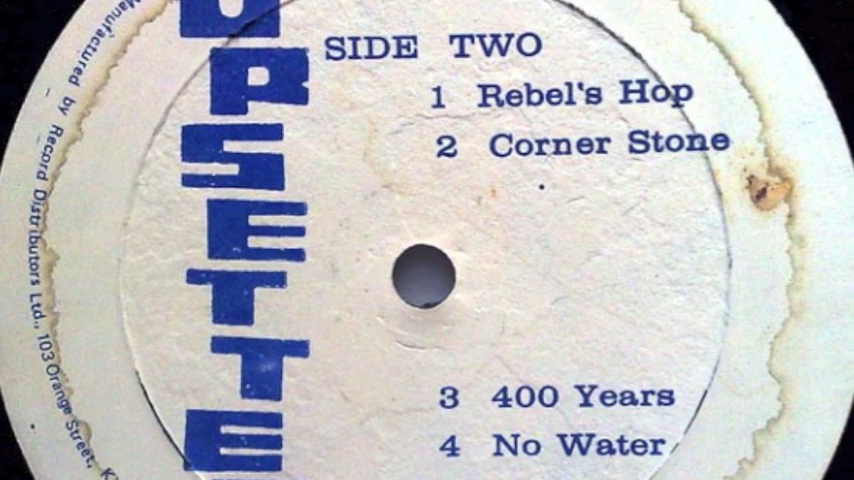 UPSETTE
SIDE TWO
1 Rebel's Hop
2 Corner Stone
3 400 Years
4 No Water
Manufactured by Record Distributors Ltd., 103 Orange Street,